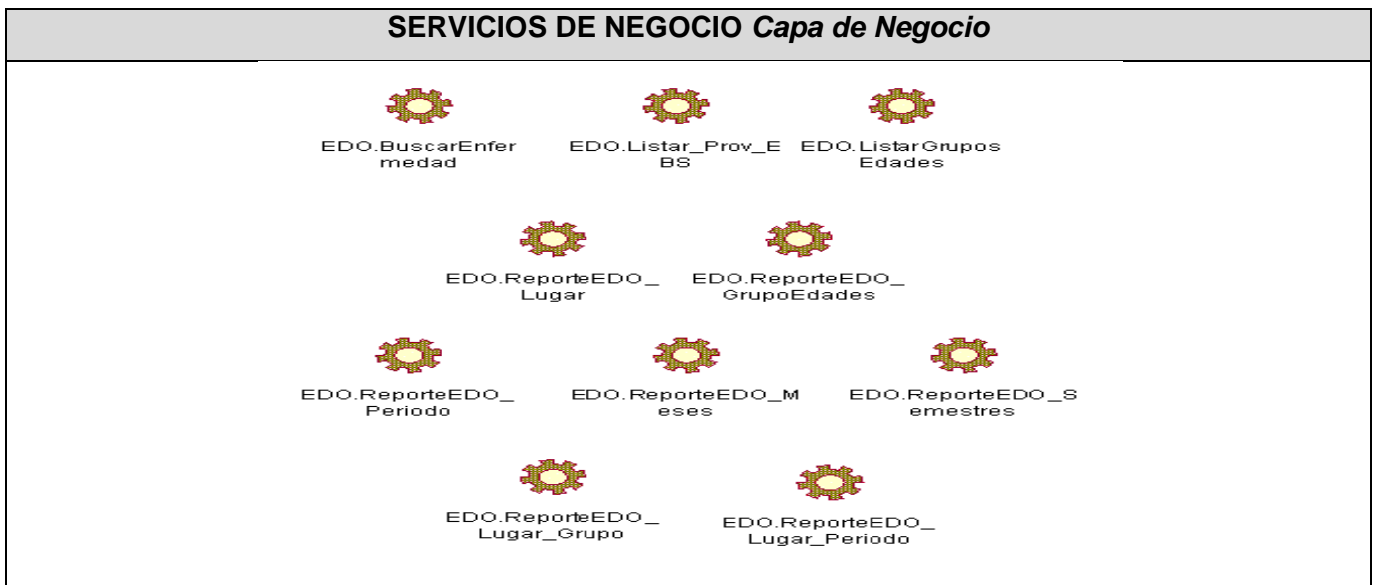 SERVICIOS DE NEGOCIO Capa de Negocio
EDO.BuscarEnfer
medad
EDO.Listar_Prov_E
BS
EDO.ListarGrupos
Edades
EDO.ReporteEDO_
Lugar
EDO.ReporteEDO_
GrupoEdades
EDO.ReporteEDO_
Periodo
EDO.ReporteEDO_M
eses
EDO.ReporteEDO_S
emestres
EDO.ReporteEDO_
Lugar_Grupo
EDO.ReporteEDO_
Lugar_Periodo